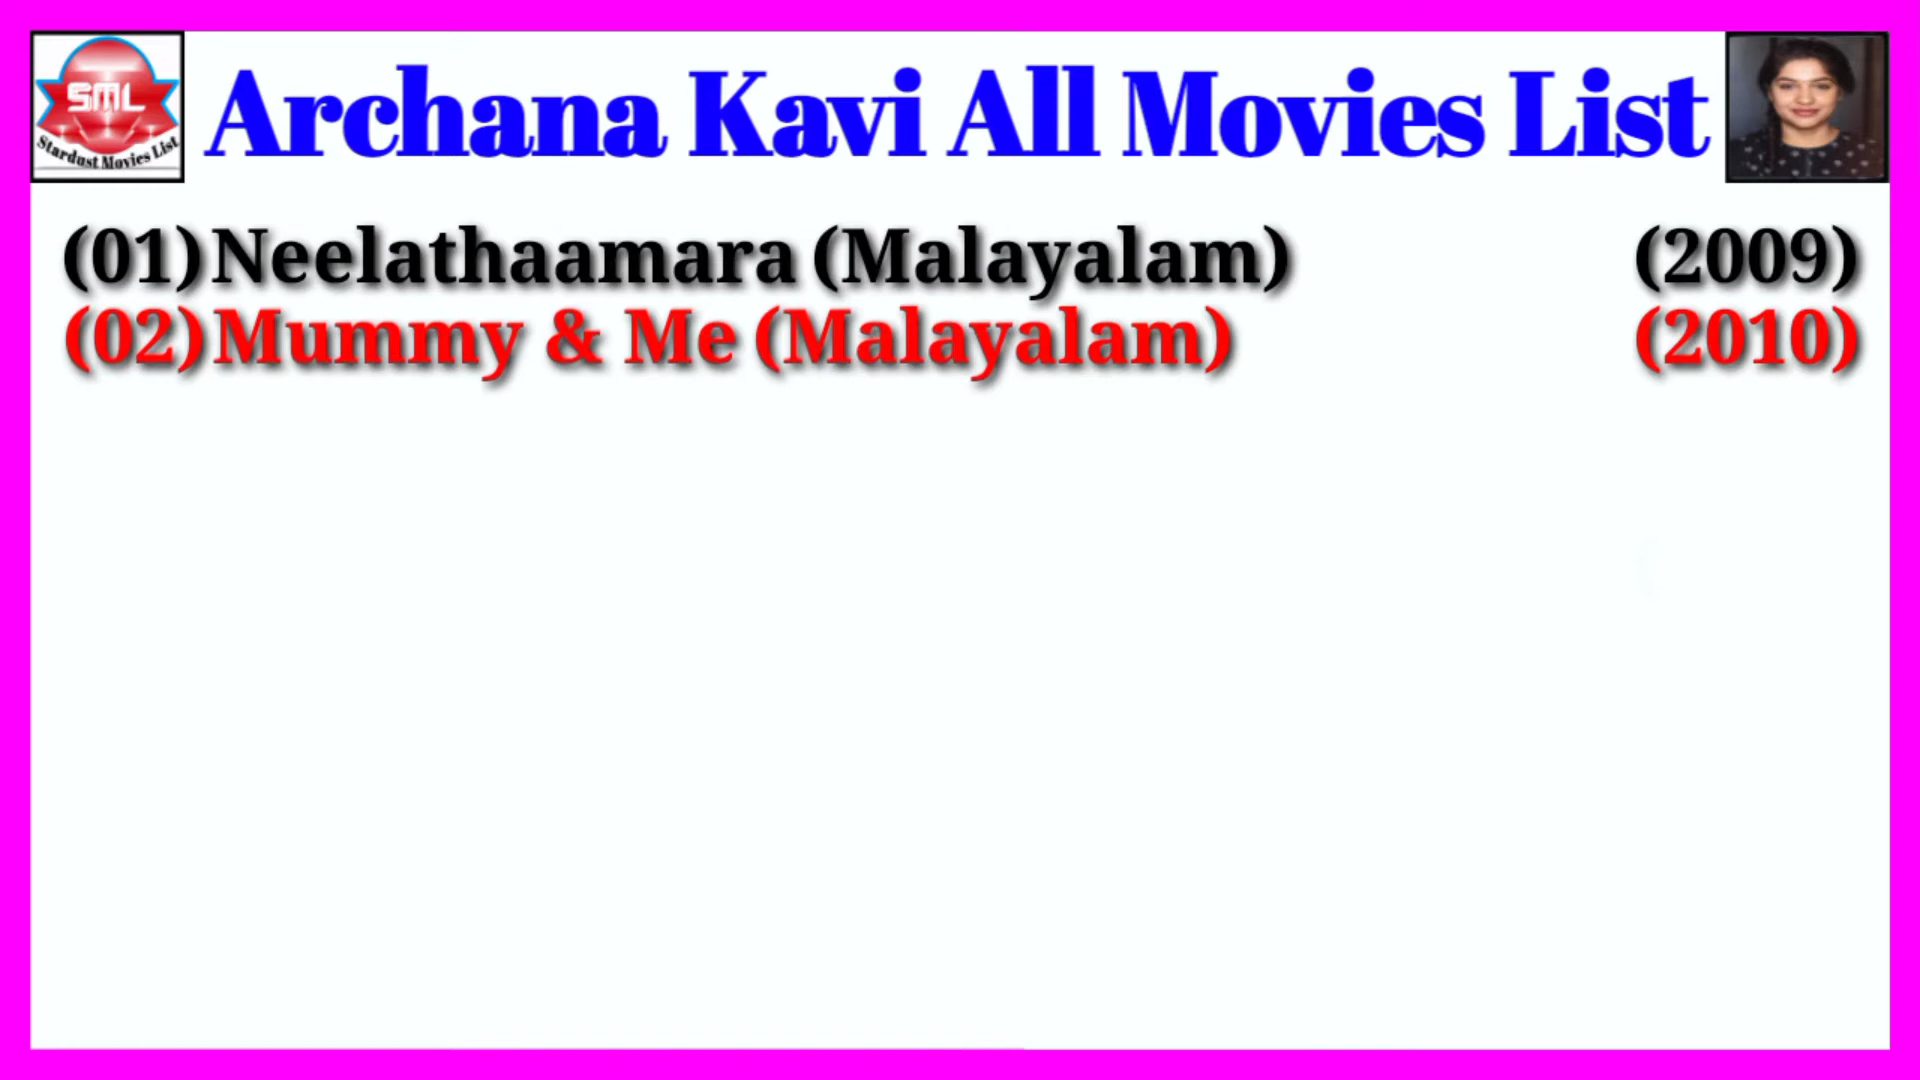 SML
Stardust Movies List
Archana Kavi All Movies List
(01) Neelathaamara (Malayalam) (2009)
(02) Mummy & Me (Malayalam) (2010)